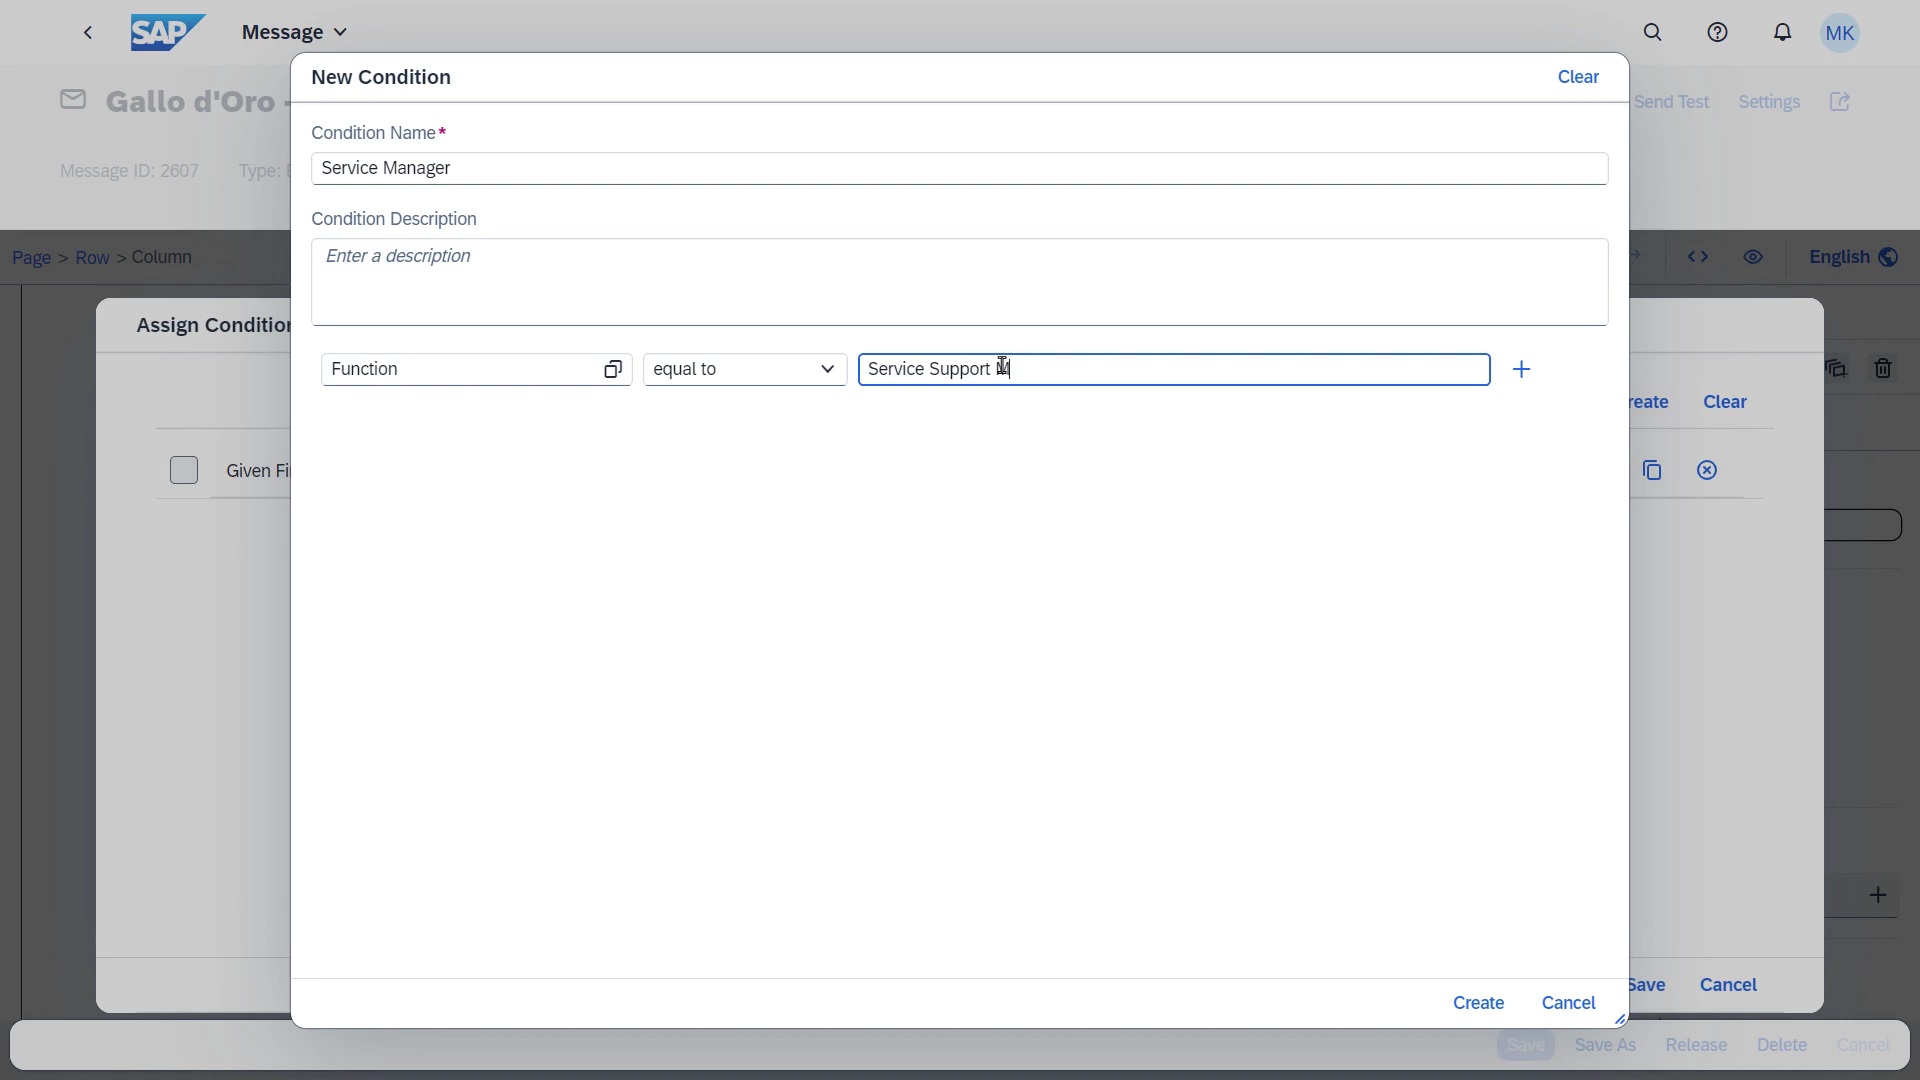 SAP
Message
MK
New Condition
Clear
Gallo d'Oro -
Send Test
Settings
Condition Name*
Service Manager
Message ID: 2607
Type:
Condition Description
Enter a description
Page > Row > Column
English
Assign Condition
Function
equal to
Service Support M
reate
Clear
Given Fi
Save
Cancel
Create
Cancel
Save
Save As
Release
Delete
Cancel